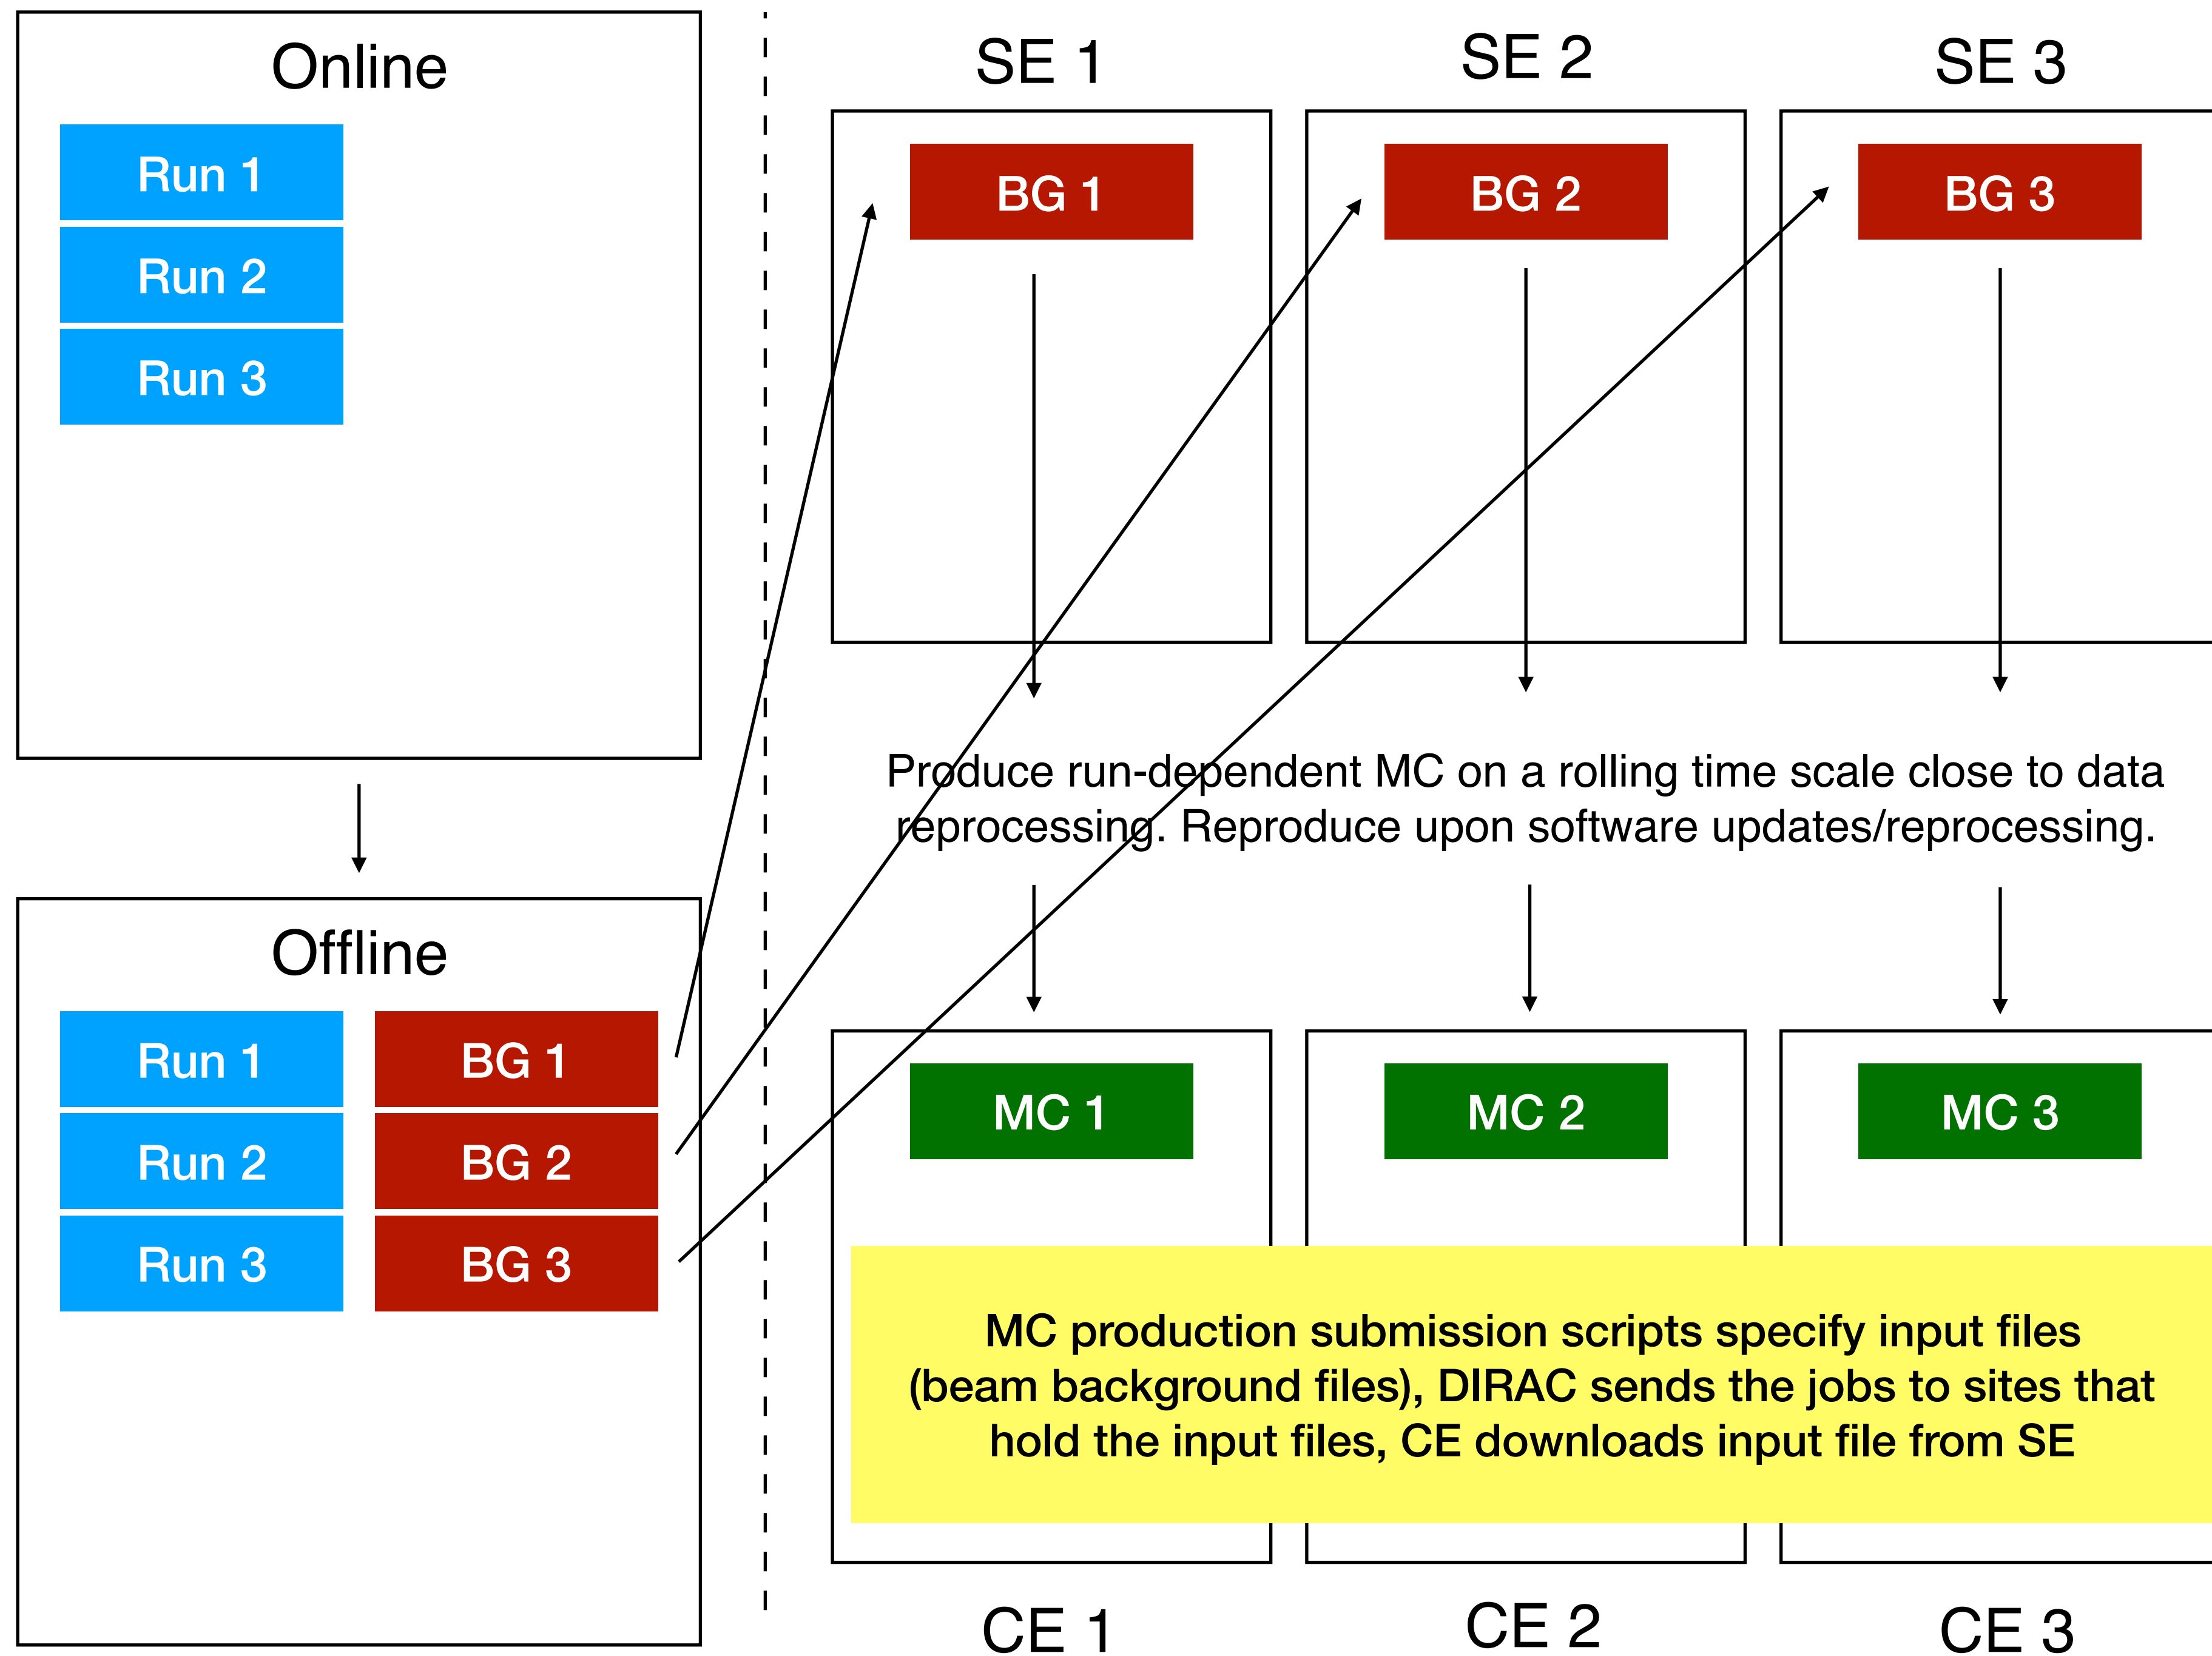 Online
Run 1
Run 2
Run 3
Offline
Run 1
BG 1
Run 2
BG 2
Run 3
BG 3
SE 1
SE 2
SE 3
BG 1
BG 2
BG 3
Produce run-dependent MC on a rolling time scale close to data
reprocessing. Reproduce upon software updates/reprocessing.
MC 1
MC 2
MC 3
MC production submission scripts specify input files
(beam background files), DIRAC sends the jobs to sites that
hold the input files, CE downloads input file from SE
CE 1
CE 2
CE 3